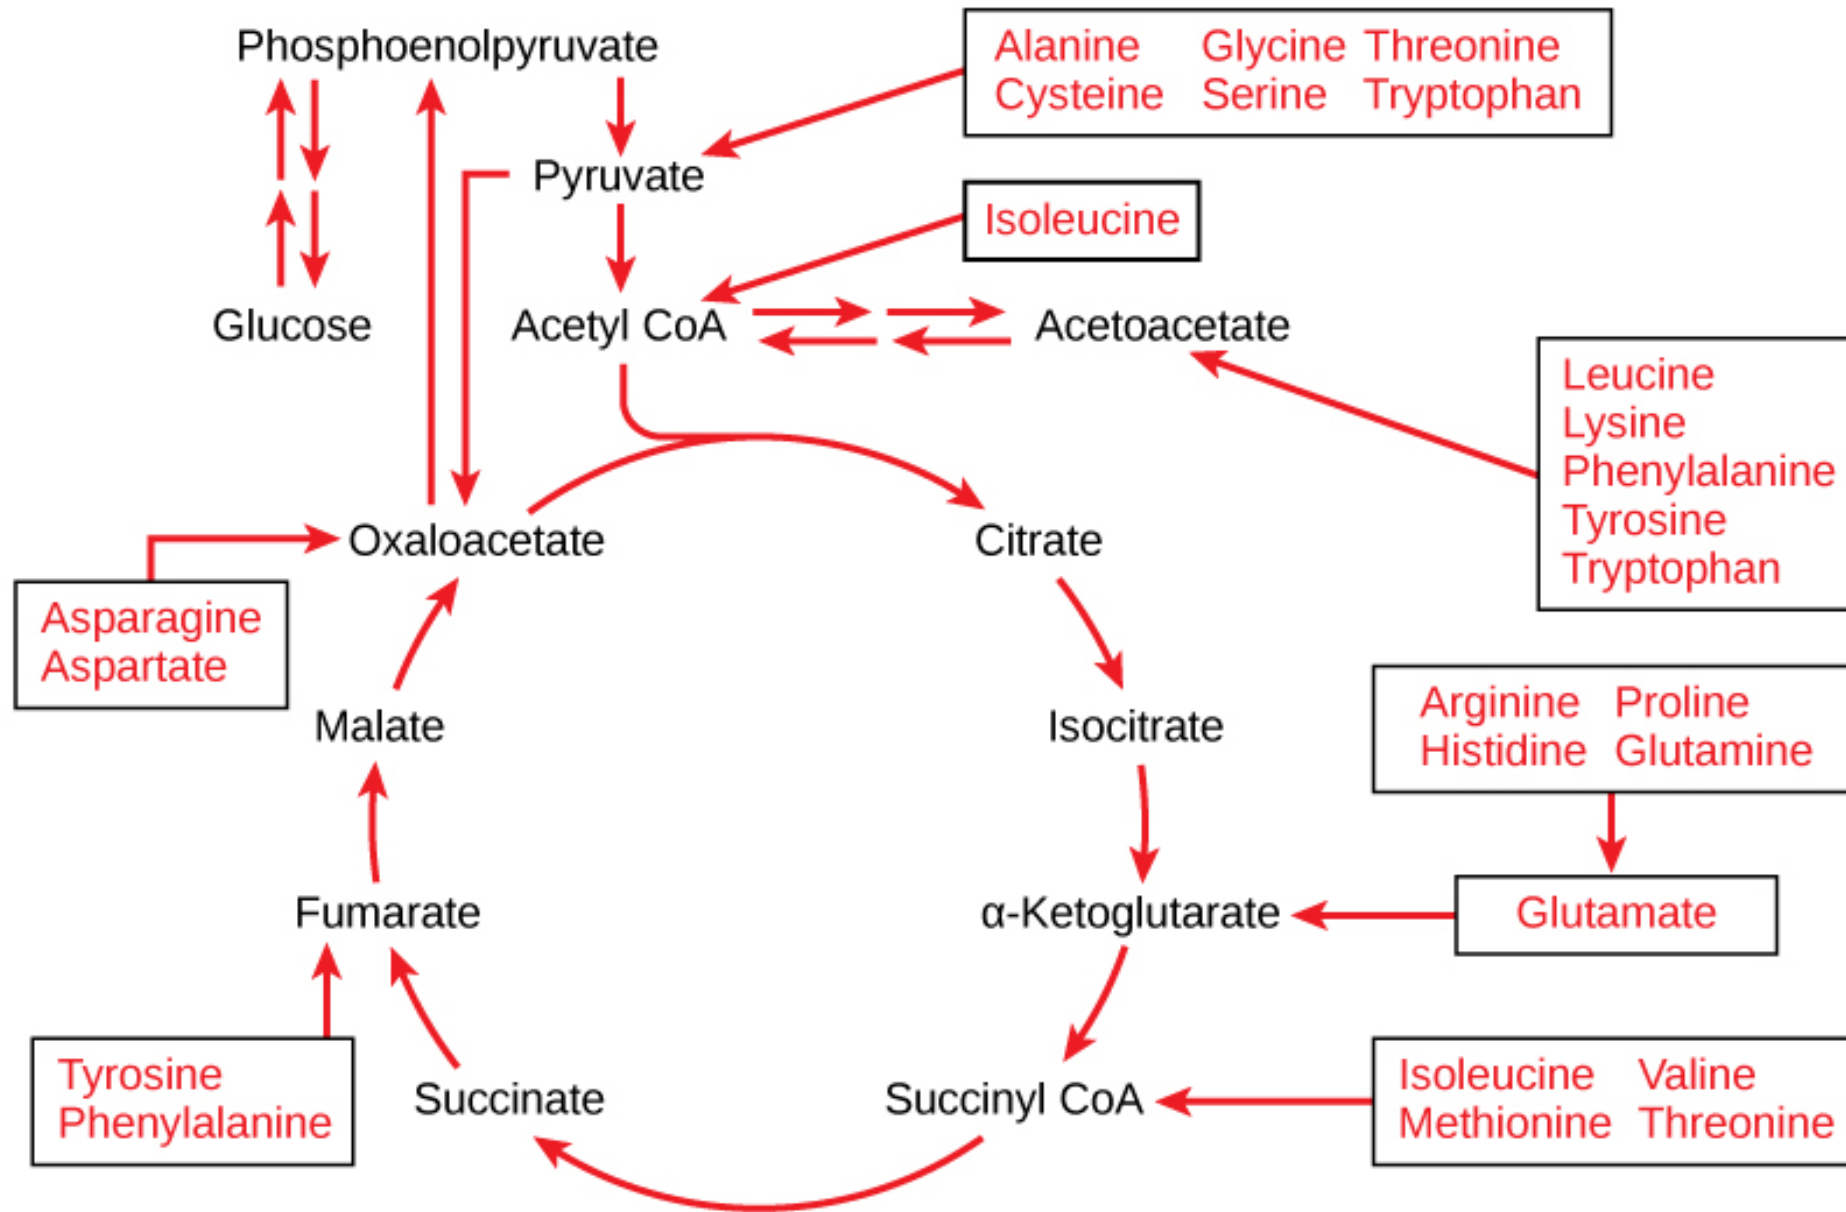 Phosphoenolpyruvate
Alanine Glycine Threonine
Cysteine Serine Tryptophan
Pyruvate
Isoleucine
Glucose
Acetyl CoA
Acetoacetate
Leucine
Lysine
Phenylalanine
Tyrosine
Tryptophan
Oxaloacetate
Citrate
Asparagine
Aspartate
Malate
Isocitrate
Arginine Proline
Histidine Glutamine
Fumarate
α-Ketoglutarate
Glutamate
Tyrosine
Phenylalanine
Succinate
Succinyl CoA
Isoleucine Valine
Methionine Threonine